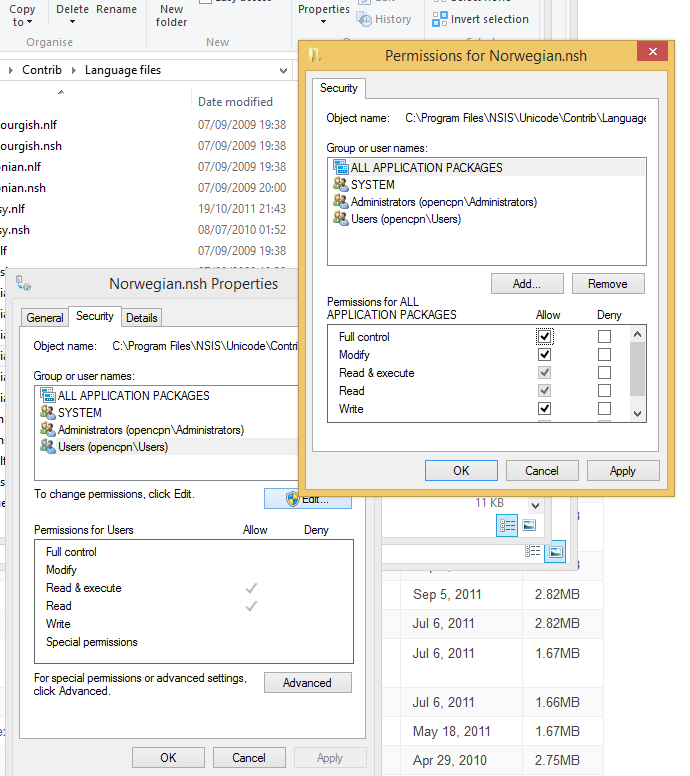 Copy to
Delete
Rename
New folder
Properties
History
Select None
Invert selection
Organise
New
Contrib
Language files
Date modified
ourgish.nlf 07/09/2009 19:38
ourgish.nsh 07/09/2009 19:38
onian.nlf 07/09/2009 19:38
onian.nsh 07/09/2009 20:00
sy.nlf 19/10/2011 21:43
sy.nsh 08/07/2010 01:52
lf 07/09/2009 19:38
Permissions for Norwegian.nsh
Security
Object name: C:\Program Files\NSIS\Unicode\Contrib\Language
Group or user names:
ALL APPLICATION PACKAGES
SYSTEM
Administrators (opencpn\Administrators)
Users (opencpn\Users)
Add...
Remove
Permissions for ALL
APPLICATION PACKAGES Allow Deny
Full control
Modify
Read & execute
Read
Write
OK
Cancel
Apply
Norwegian.nsh Properties
General
Security
Details
Object name: C:\Program Files\NSIS\Unicode\Contrib
Group or user names:
ALL APPLICATION PACKAGES
SYSTEM
Administrators (opencpn\Administrators)
Users (opencpn\Users)
To change permissions, click Edit.
Edit...
Permissions for Users Allow Deny
Full control
Modify
Read & execute
Read
Write
Special permissions
For special permissions or advanced settings,
click Advanced.
Advanced
OK
Cancel
Apply
11 KB
Sep 5, 2011 2.82MB
Jul 6, 2011 2.82MB
Jul 6, 2011 1.67MB
Jul 6, 2011 1.66MB
May 18, 2011 1.67MB
Apr 29, 2010 2.75MB